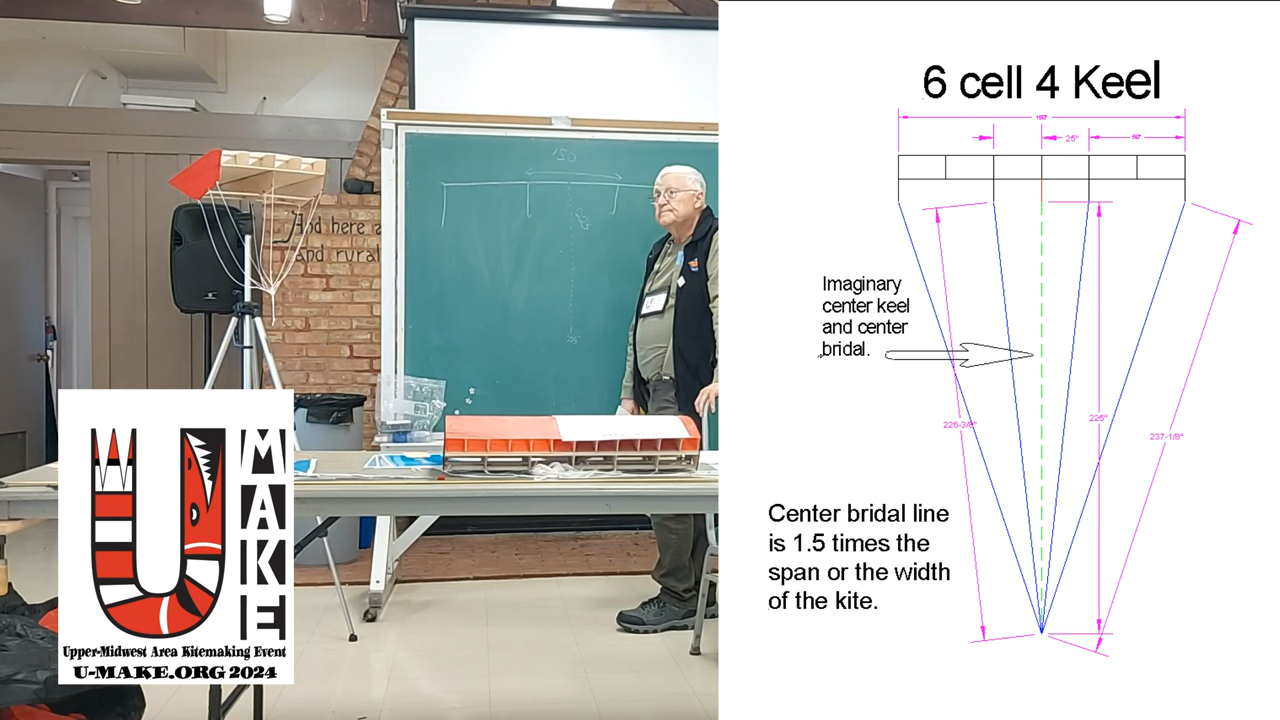 150
And here a
and rural
M
A
K
E
U
Upper-Midwest Area Kitemaking Event
U-MAKE.ORG 2024
6 cell 4 Keel
25"
Imaginary
center keel
and center
bridal.
226-3/8"
225"
237-1/8"
Center bridal line
is 1.5 times the
span or the width
of the kite.